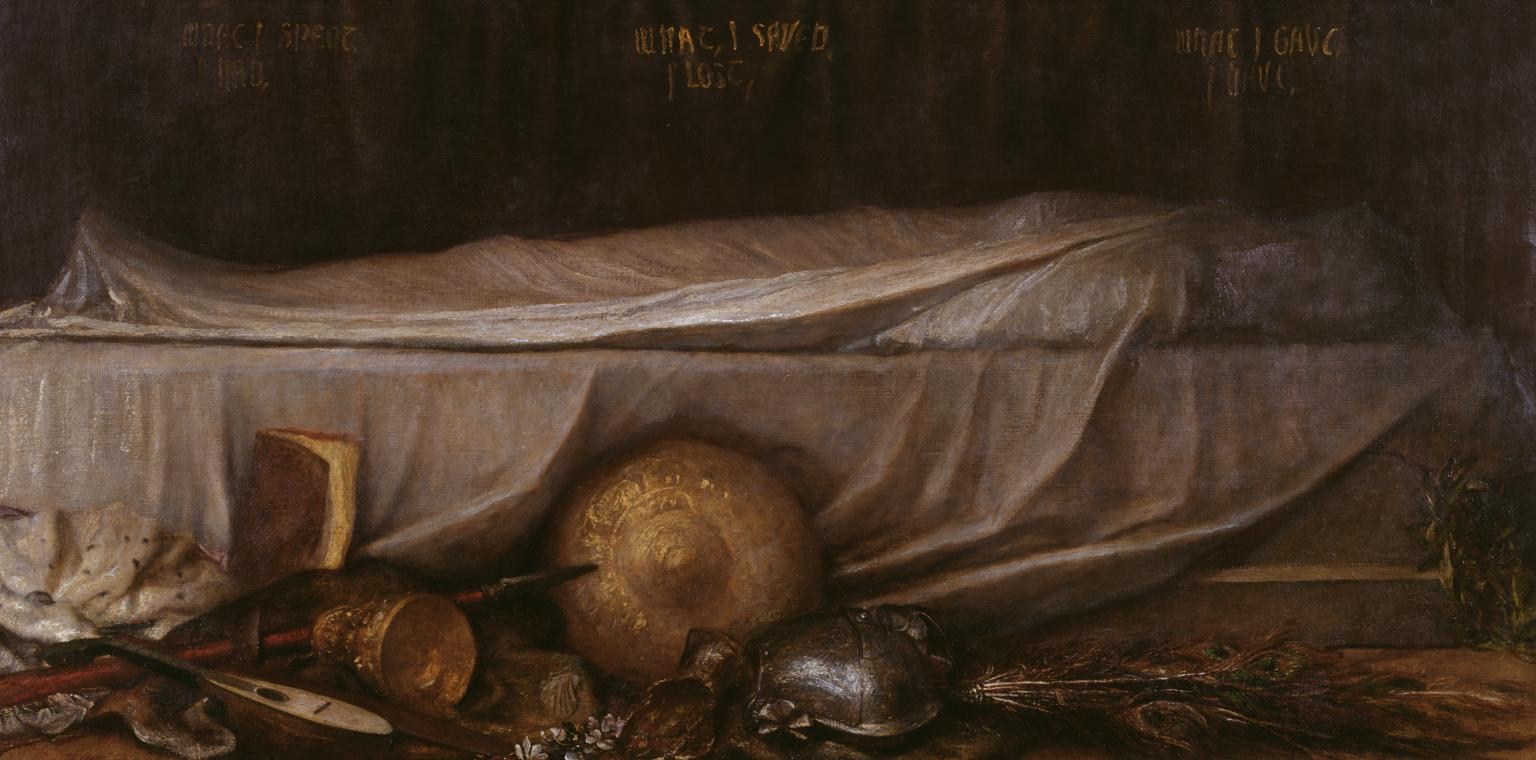 WHAT I SPENT
I HAD,
WHAT, I SAVED,
I LOST,
WHAT I GAVE,
I HAVE,